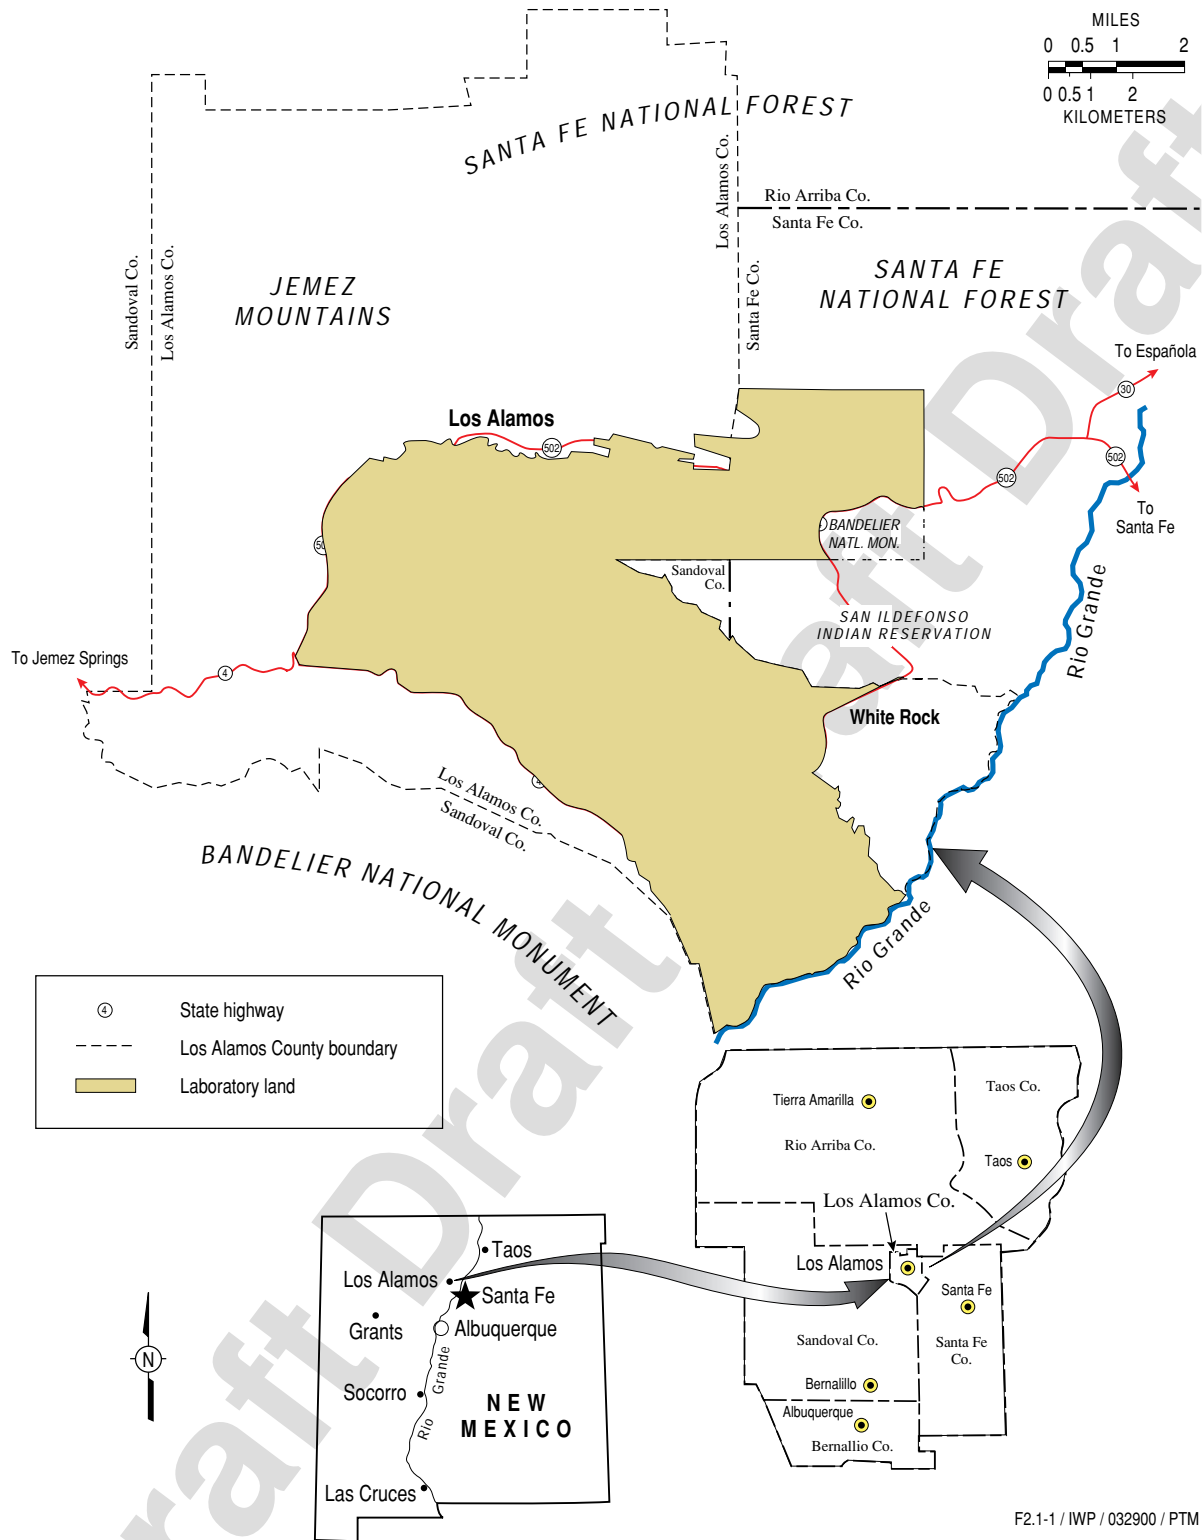 MILES
0 0.5 1 2
0 0.5 1 2
KILOMETERS
SANTA FE NATIONAL FOREST
Los Alamos Co.
Santa Fe Co.
Rio Arriba Co.
Santa Fe Co.
Sandoval Co.
Los Alamos Co.
JEMEZ
MOUNTAINS
SANTA FE
NATIONAL FOREST
To Española
30
Los Alamos
502
502
502
To
Santa Fe
BANDELIER
NATL. MON.
50
Sandoval
Co.
SAN ILDEFONSO
INDIAN RESERVATION
Rio Grande
To Jemez Springs
4
White Rock
4
Los Alamos Co.
Sandoval Co.
BANDELIER NATIONAL MONUMENT
Rio Grande
4 State highway
Los Alamos County boundary
Laboratory land
Tierra Amarilla
Rio Arriba Co.
Taos Co.
Taos
Los Alamos Co.
Los Alamos
Santa Fe
Santa Fe
Co.
Sandoval Co.
Bernalillo
Albuquerque
Bernallio Co.
Taos
Los Alamos
Santa Fe
Grants
Albuquerque
Socorro
Rio Grande
NEW
MEXICO
Las Cruces
N
F2.1-1 / IWP / 032900 / PTM
Draft
Draft
Draft
Draft